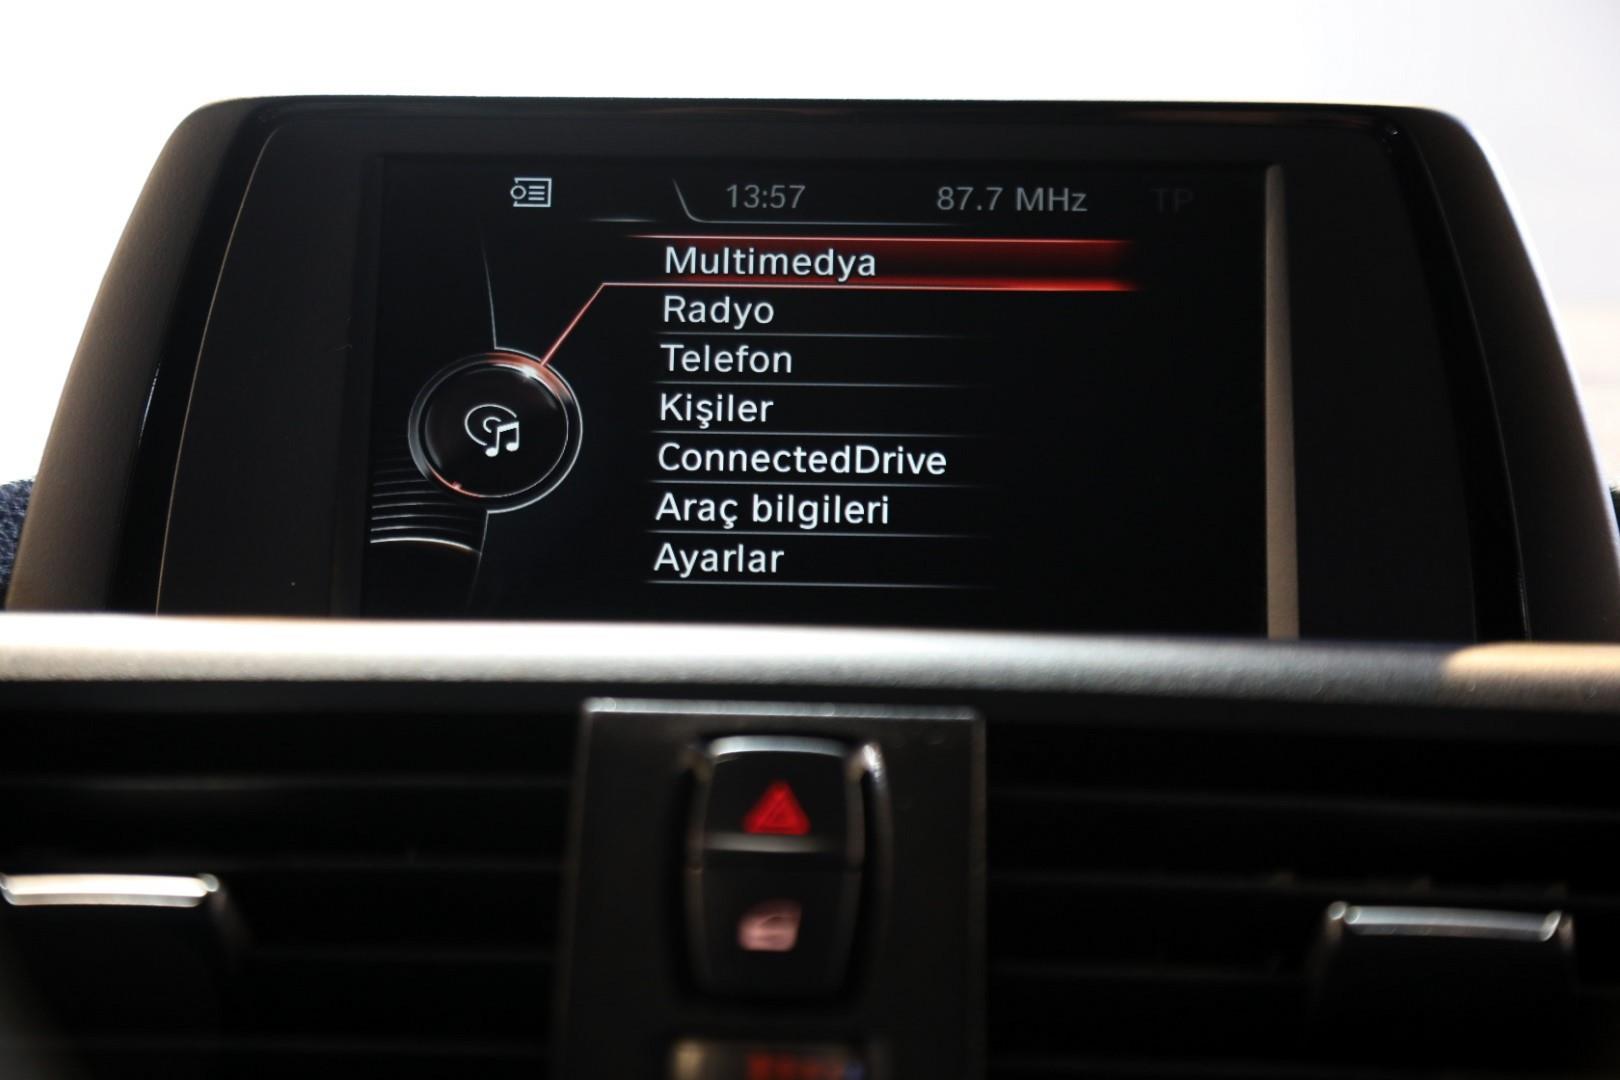 13:57 87.7 MHz TP
Multimedya
Radyo
Telefon
Kişiler
ConnectedDrive
Araç bilgileri
Ayarlar